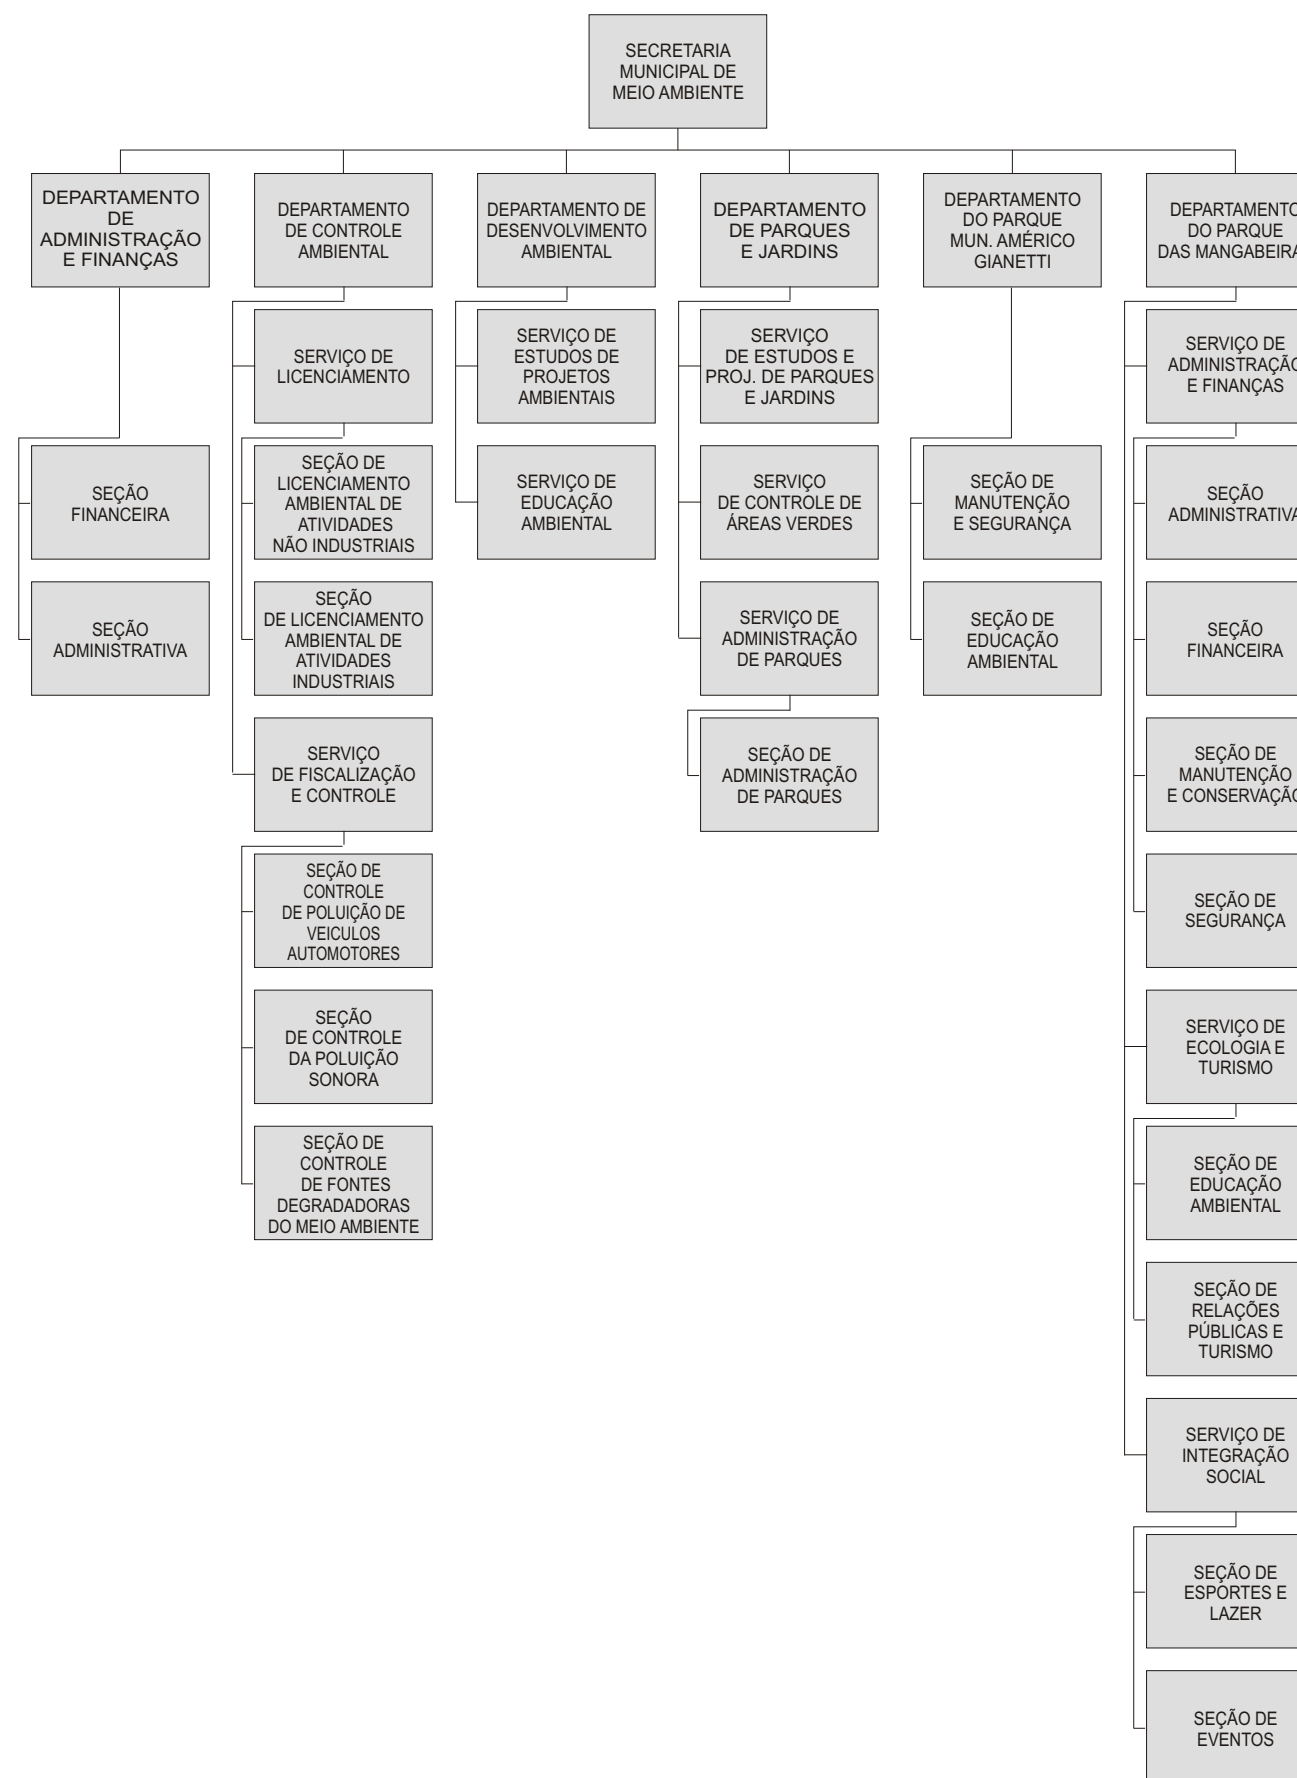 SECRETARIA
MUNICIPAL DE
MEIO AMBIENTE
DEPARTAMENTO
DE
ADMINISTRAÇÃO
E FINANÇAS
SEÇÃO
FINANCEIRA
SEÇÃO
ADMINISTRATIVA
DEPARTAMENTO
DE CONTROLE
AMBIENTAL
SERVIÇO DE
LICENCIAMENTO
SEÇÃO DE
LICENCIAMENTO
AMBIENTAL DE
ATIVIDADES
NÃO INDUSTRIAIS
SEÇÃO
DE LICENCIAMENTO
AMBIENTAL DE
ATIVIDADES
INDUSTRIAIS
SERVIÇO
DE FISCALIZAÇÃO
E CONTROLE
SEÇÃO DE
CONTROLE
DE POLUIÇÃO DE
VEICULOS
AUTOMOTORES
SEÇÃO
DE CONTROLE
DA POLUIÇÃO
SONORA
SEÇÃO DE
CONTROLE
DE FONTES
DEGRADADORAS
DO MEIO AMBIENTE
DEPARTAMENTO DE
DESENVOLVIMENTO
AMBIENTAL
SERVIÇO DE
ESTUDOS DE
PROJETOS
AMBIENTAIS
SERVIÇO DE
EDUCAÇÃO
AMBIENTAL
DEPARTAMENTO
DE PARQUES
E JARDINS
SERVIÇO
DE ESTUDOS E
PROJ. DE PARQUES
E JARDINS
SERVIÇO
DE CONTROLE DE
ÁREAS VERDES
SERVIÇO DE
ADMINISTRAÇÃO
DE PARQUES
SEÇÃO DE
ADMINISTRAÇÃO
DE PARQUES
DEPARTAMENTO
DO PARQUE
MUN. AMÉRICO
GIANETTI
SEÇÃO DE
MANUTENÇÃO
E SEGURANÇA
SEÇÃO DE
EDUCAÇÃO
AMBIENTAL
DEPARTAMENTO
DO PARQUE
DAS MANGABEIRA
SERVIÇO DE
ADMINISTRAÇÃO
E FINANÇAS
SEÇÃO
ADMINISTRATIVA
SEÇÃO
FINANCEIRA
SEÇÃO DE
MANUTENÇÃO
E CONSERVAÇÃO
SEÇÃO DE
SEGURANÇA
SERVIÇO DE
ECOLOGIA E
TURISMO
SEÇÃO DE
EDUCAÇÃO
AMBIENTAL
SEÇÃO DE
RELAÇÕES
PÚBLICAS E
TURISMO
SERVIÇO DE
INTEGRAÇÃO
SOCIAL
SEÇÃO DE
ESPORTES E
LAZER
SEÇÃO DE
EVENTOS